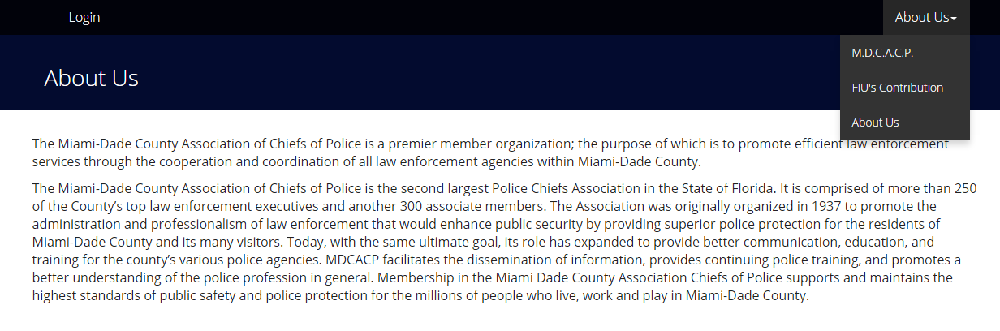 Login
About Us
M.D.C.A.C.P.
About Us
FIU's Contribution
About Us
The Miami-Dade County Association of Chiefs of Police is a premier member organization; the purpose of which is to promote efficient law enforcement
services through the cooperation and coordination of all law enforcement agencies within Miami-Dade County.
The Miami-Dade County Association of Chiefs of Police is the second largest Police Chiefs Association in the State of Florida. It is comprised of more than 250
of the County’s top law enforcement executives and another 300 associate members. The Association was originally organized in 1937 to promote the
administration and professionalism of law enforcement that would enhance public security by providing superior police protection for the residents of
Miami-Dade County and its many visitors. Today, with the same ultimate goal, its role has expanded to provide better communication, education, and
training for the county’s various police agencies. MDCACP facilitates the dissemination of information, provides continuing police training, and promotes a
better understanding of the police profession in general. Membership in the Miami Dade County Association Chiefs of Police supports and maintains the
highest standards of public safety and police protection for the millions of people who live, work and play in Miami-Dade County.